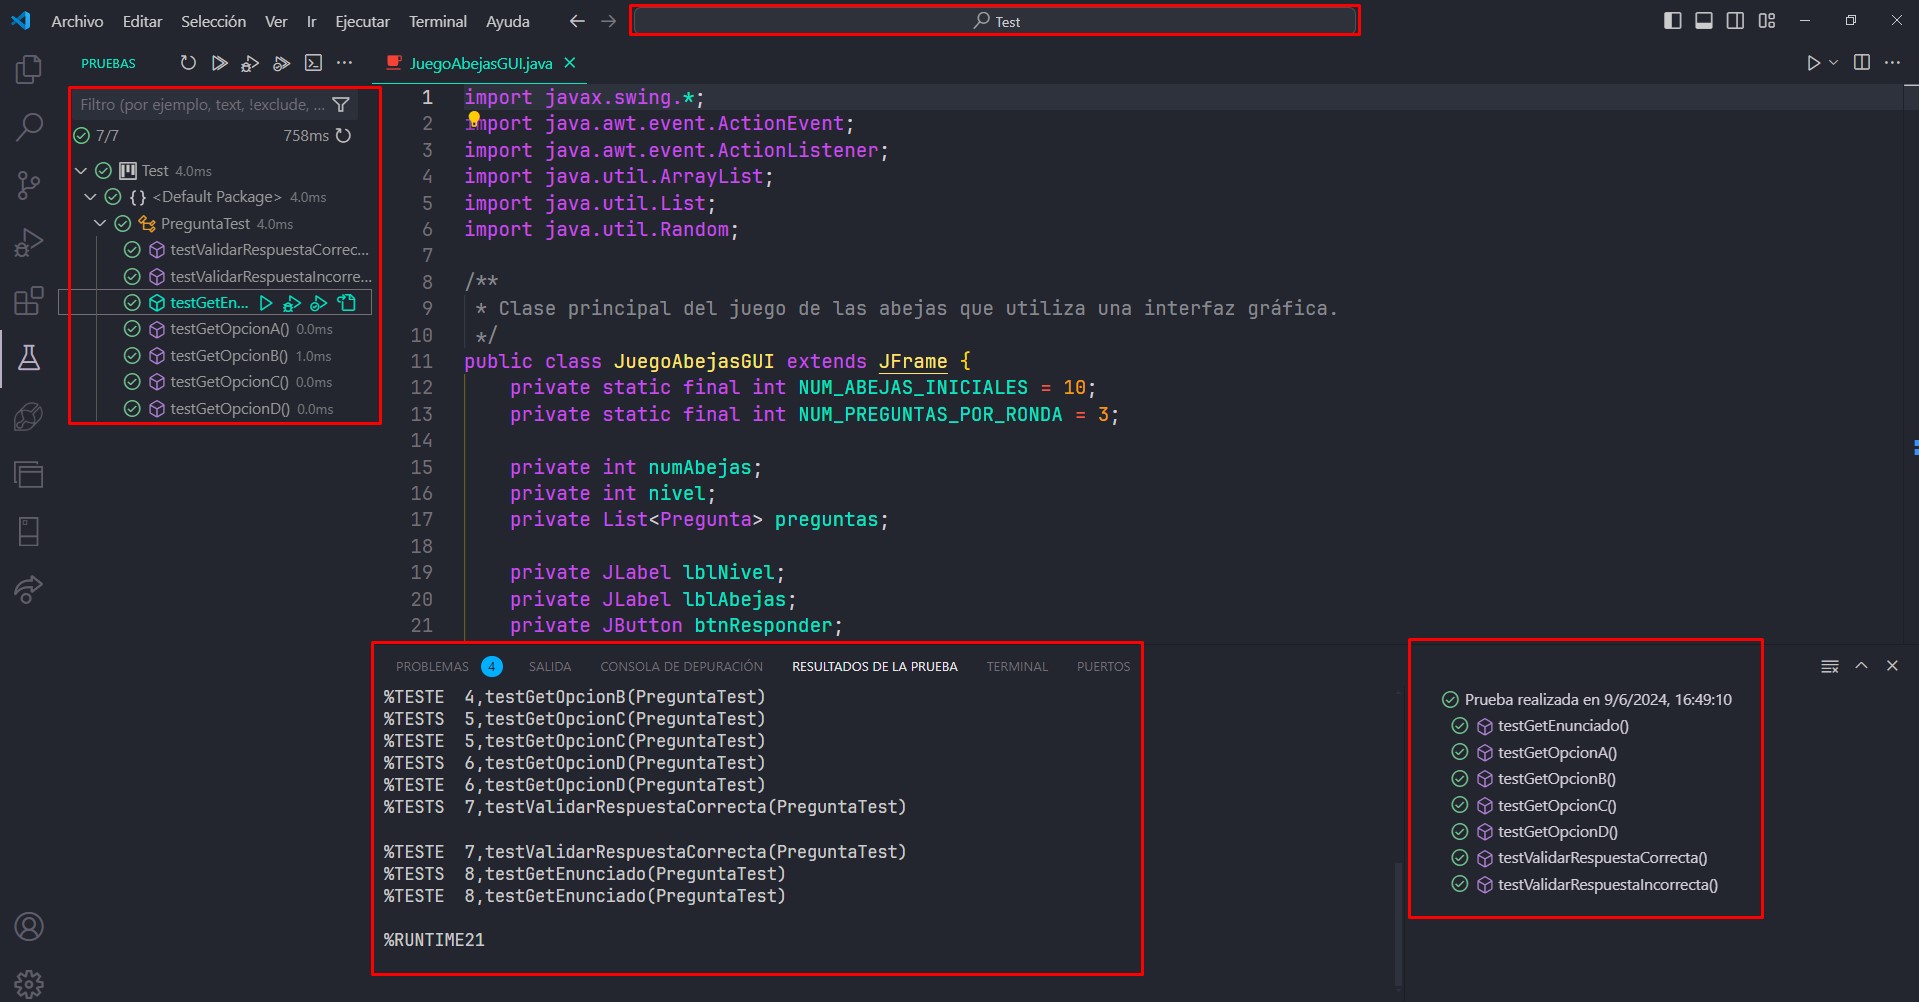 Archivo Editar Selección Ver Ir Ejecutar Terminal Ayuda
Test
PRUEBAS
Filtro (por ejemplo, text, !exclude, ...
7/7 758ms
Test 4.0ms
{} <Default Package> 4.0ms
PreguntaTest 4.0ms
testValidarRespuestaCorrec...
testValidarRespuestaIncorre...
testGetEn...
testGetOpcionA() 0.0ms
testGetOpcionB() 1.0ms
testGetOpcionC() 0.0ms
testGetOpcionD() 0.0ms
JuegoAbejasGUI.java
1 import javax.swing.*;
2 import java.awt.event.ActionEvent;
3 import java.awt.event.ActionListener;
4 import java.util.ArrayList;
5 import java.util.List;
6 import java.util.Random;
7
8 /**
9 * Clase principal del juego de las abejas que utiliza una interfaz gráfica.
10 */
11 public class JuegoAbejasGUI extends JFrame {
12 private static final int NUM_ABEJAS_INICIALES = 10;
13 private static final int NUM_PREGUNTAS_POR_RONDA = 3;
14
15 private int numAbejas;
16 private int nivel;
17 private List<Pregunta> preguntas;
18
19 private JLabel lblNivel;
20 private JLabel lblAbejas;
21 private JButton btnResponder;
PROBLEMAS 4 SALIDA CONSOLA DE DEPURACIÓN RESULTADOS DE LA PRUEBA TERMINAL PUERTOS
%TESTE 4,testGetOpcionB(PreguntaTest)
%TESTS 5,testGetOpcionC(PreguntaTest)
%TESTE 5,testGetOpcionC(PreguntaTest)
%TESTS 6,testGetOpcionD(PreguntaTest)
%TESTE 6,testGetOpcionD(PreguntaTest)
%TESTS 7,testValidarRespuestaCorrecta(PreguntaTest)
%TESTE 7,testValidarRespuestaCorrecta(PreguntaTest)
%TESTS 8,testGetEnunciado(PreguntaTest)
%TESTE 8,testGetEnunciado(PreguntaTest)
%RUNTIME21
Prueba realizada en 9/6/2024, 16:49:10
testGetEnunciado()
testGetOpcionA()
testGetOpcionB()
testGetOpcionC()
testGetOpcionD()
testValidarRespuestaCorrecta()
testValidarRespuestaIncorrecta()